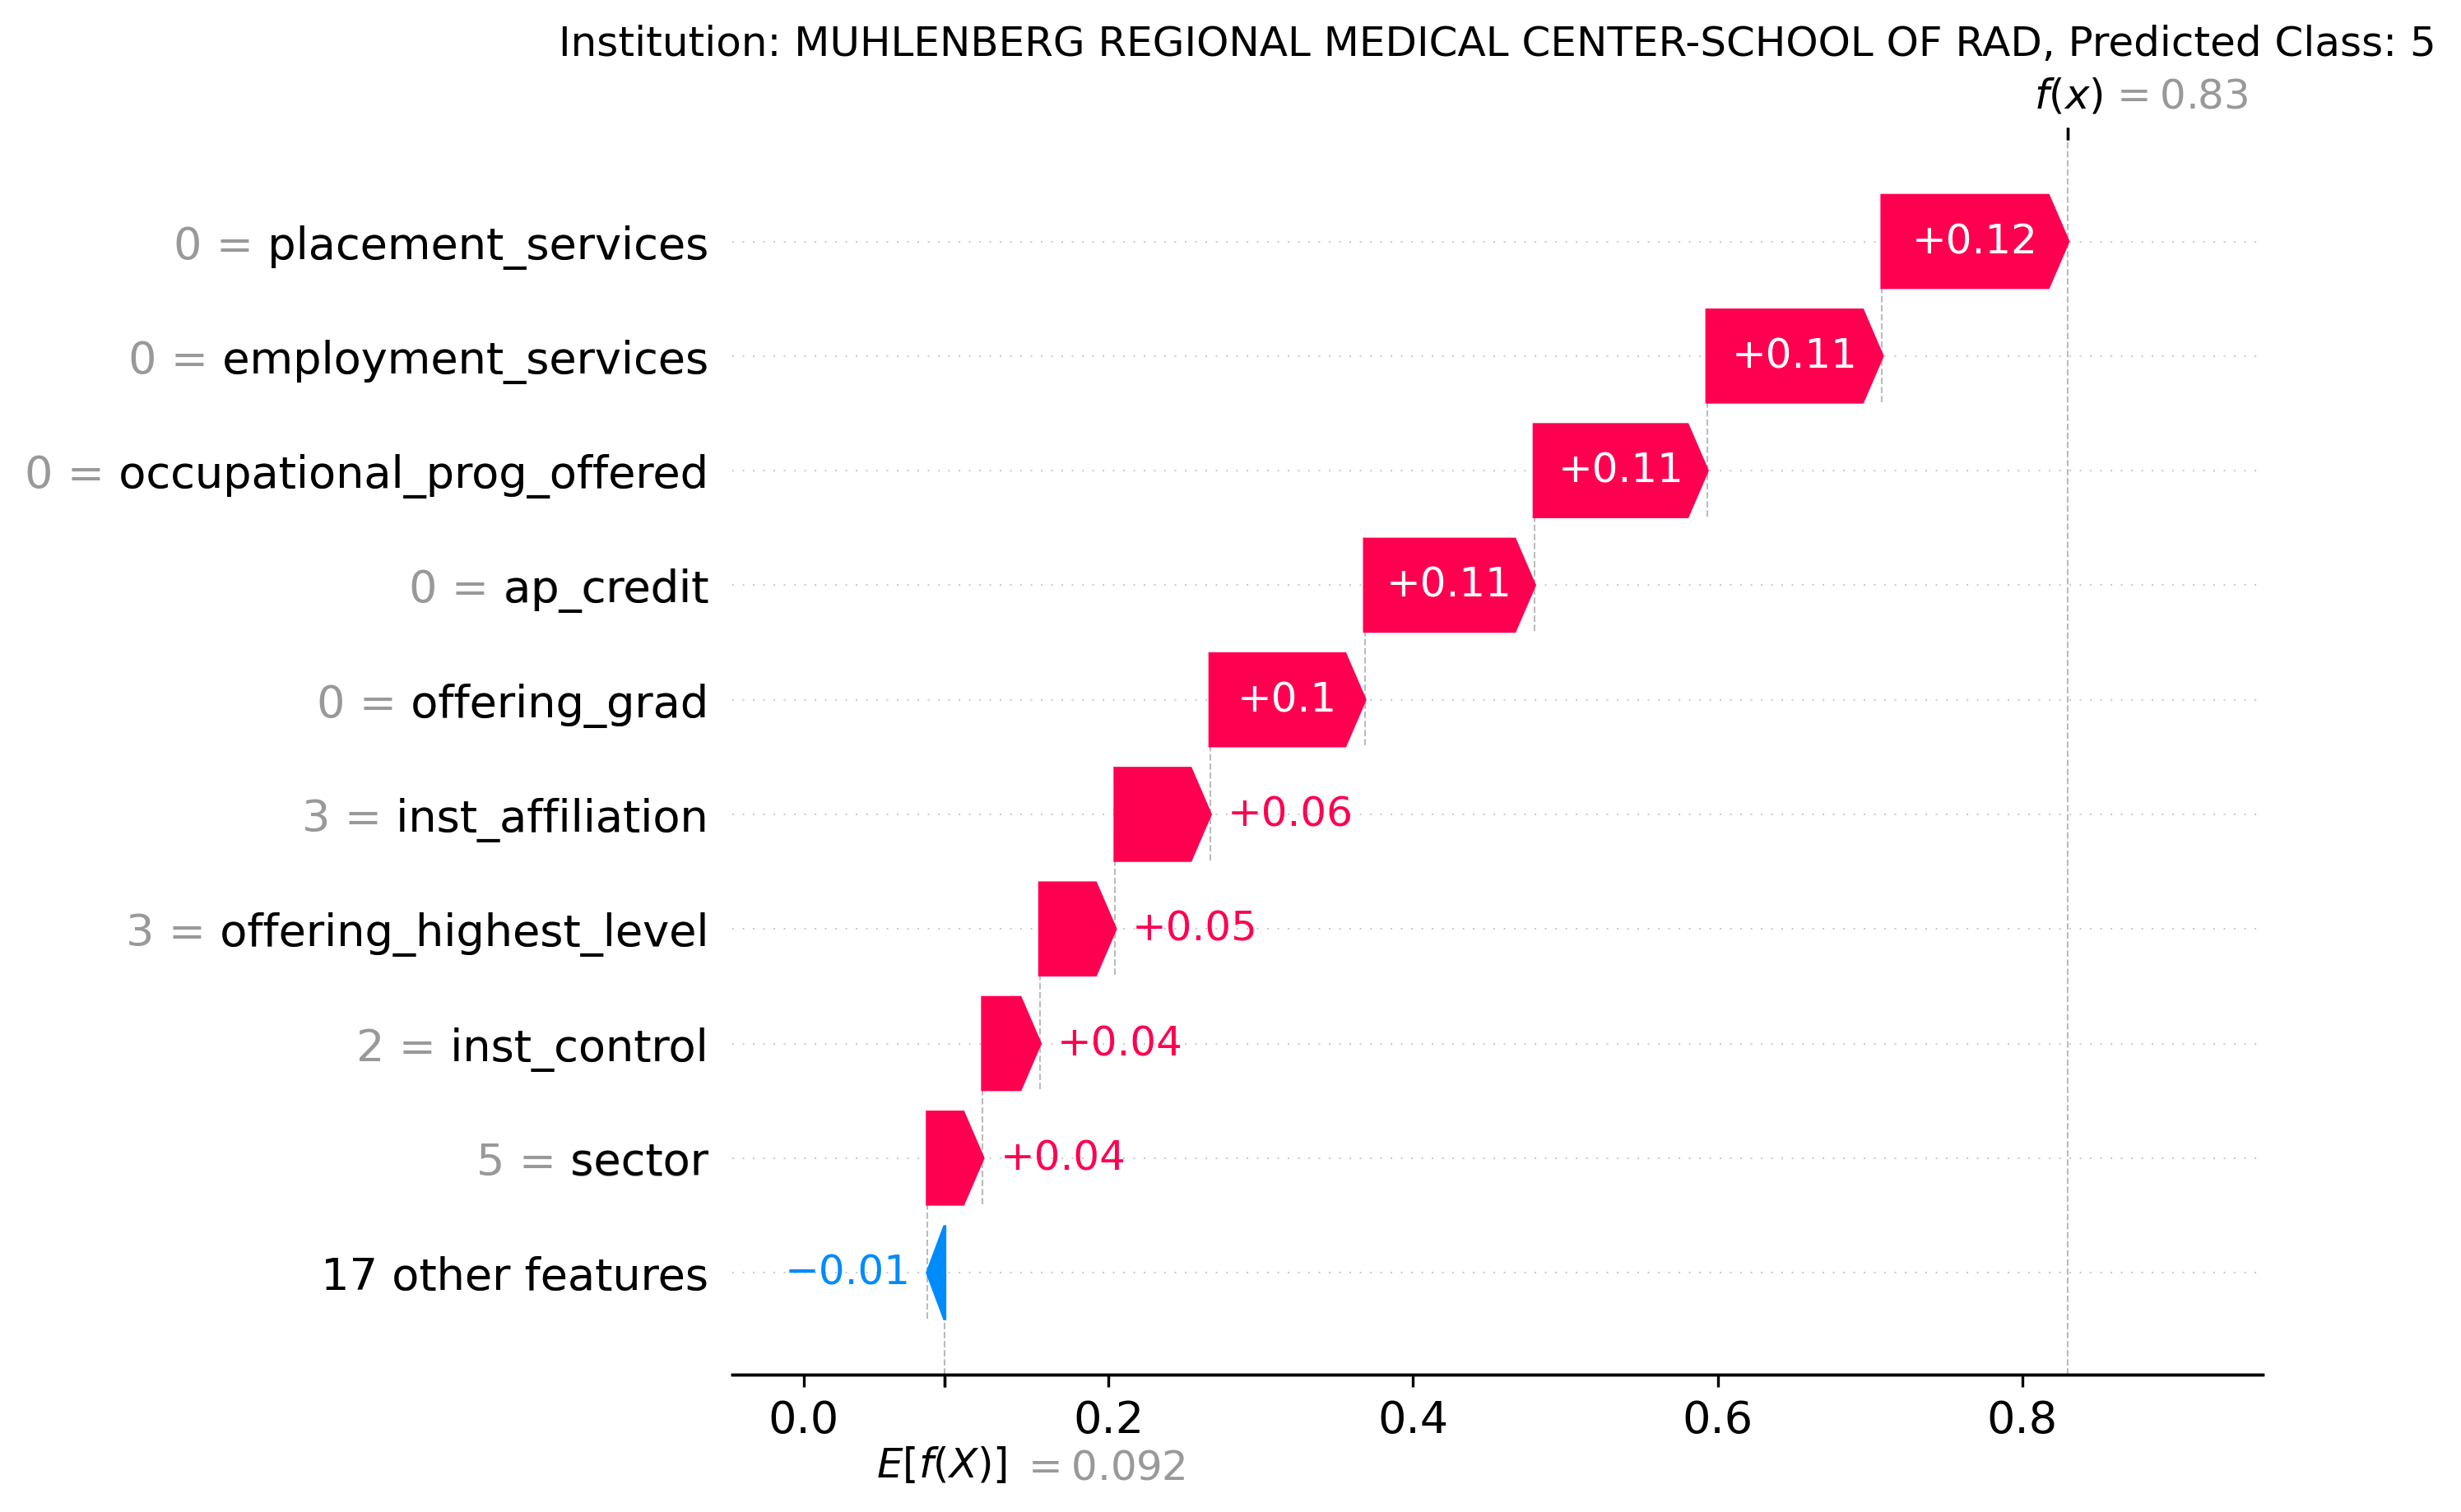 Institution: MUHLENBERG REGIONAL MEDICAL CENTER-SCHOOL OF RAD, Predicted Class: 5
f(x) = 0.83
0 = placement_services +0.12
0 = employment_services +0.11
0 = occupational_prog_offered +0.11
0 = ap_credit +0.11
0 = offering_grad +0.1
3 = inst_affiliation +0.06
3 = offering_highest_level +0.05
2 = inst_control +0.04
5 = sector +0.04
17 other features −0.01
0.0 0.2 0.4 0.6 0.8
E[f(X)] = 0.092